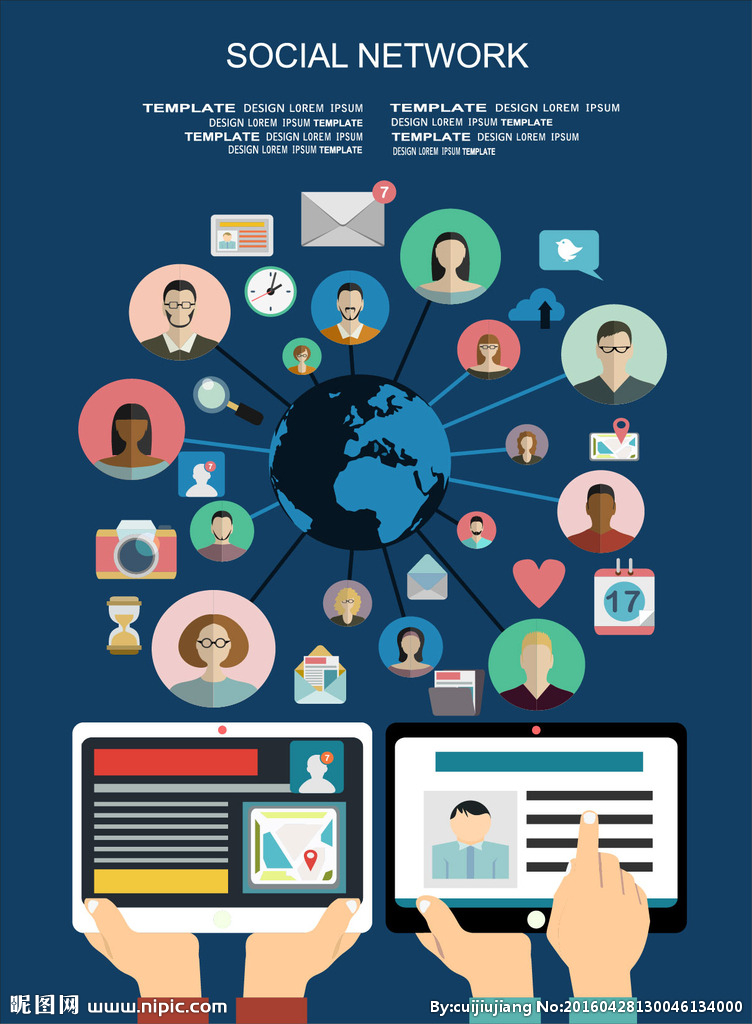 SOCIAL NETWORK
TEMPLATE DESIGN LOREM IPSUM
DESIGN LOREM IPSUM TEMPLATE
TEMPLATE DESIGN LOREM IPSUM
DESIGN LOREM IPSUM TEMPLATE
TEMPLATE DESIGN LOREM IPSUM
DESIGN LOREM IPSUM TEMPLATE
TEMPLATE DESIGN LOREM IPSUM
DESIGN LOREM IPSUM TEMPLATE
7
7
17
7
昵图网 www.nipic.com
By:cuijiujiang No:20160428130046134000